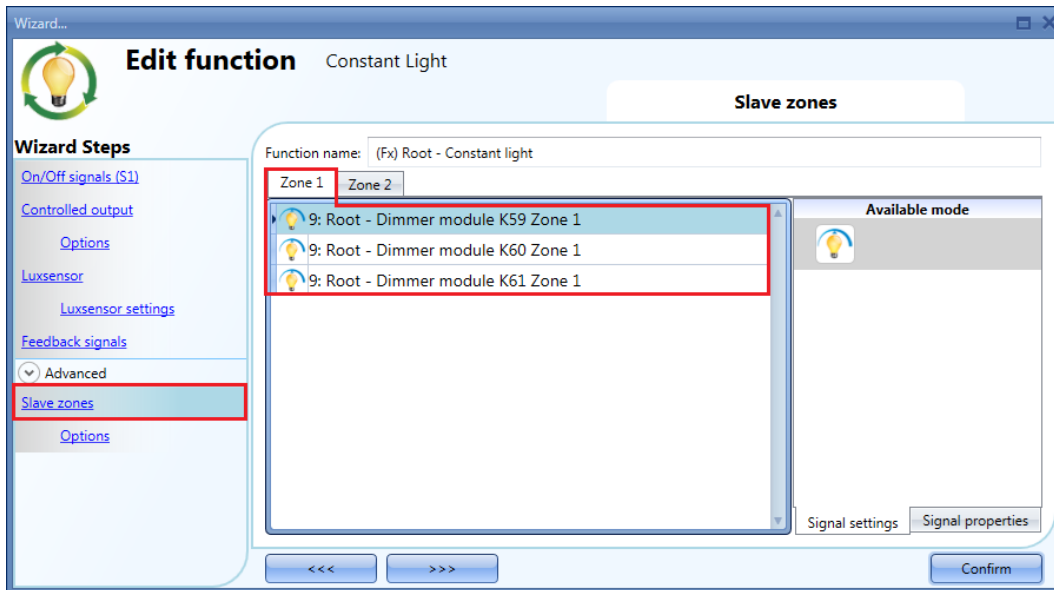 Wizard...
Edit function Constant Light
Slave zones
Wizard Steps
On/Off signals (S1)
Controlled output
Options
Luxsensor
Luxsensor settings
Feedback signals
Advanced
Slave zones
Options
Function name: (Fx) Root - Constant light
Zone 1 Zone 2
9: Root - Dimmer module K59 Zone 1
9: Root - Dimmer module K60 Zone 1
9: Root - Dimmer module K61 Zone 1
Available mode
Signal settings Signal properties
<<< >>> Confirm